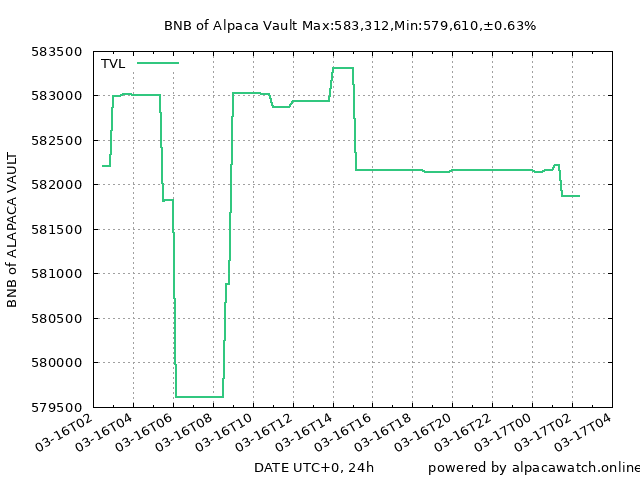 BNB of Alpaca Vault Max:583,312,Min:579,610,±0.63%
TVL
583500
583000
582500
582000
581500
581000
580500
580000
579500
BNB of ALAPACA VAULT
03-16T02
03-16T04
03-16T06
03-16T08
03-16T10
03-16T12
03-16T14
03-16T16
03-16T18
03-16T20
03-16T22
03-17T00
03-17T02
03-17T04
DATE UTC+0, 24h
powered by alpacawatch.online